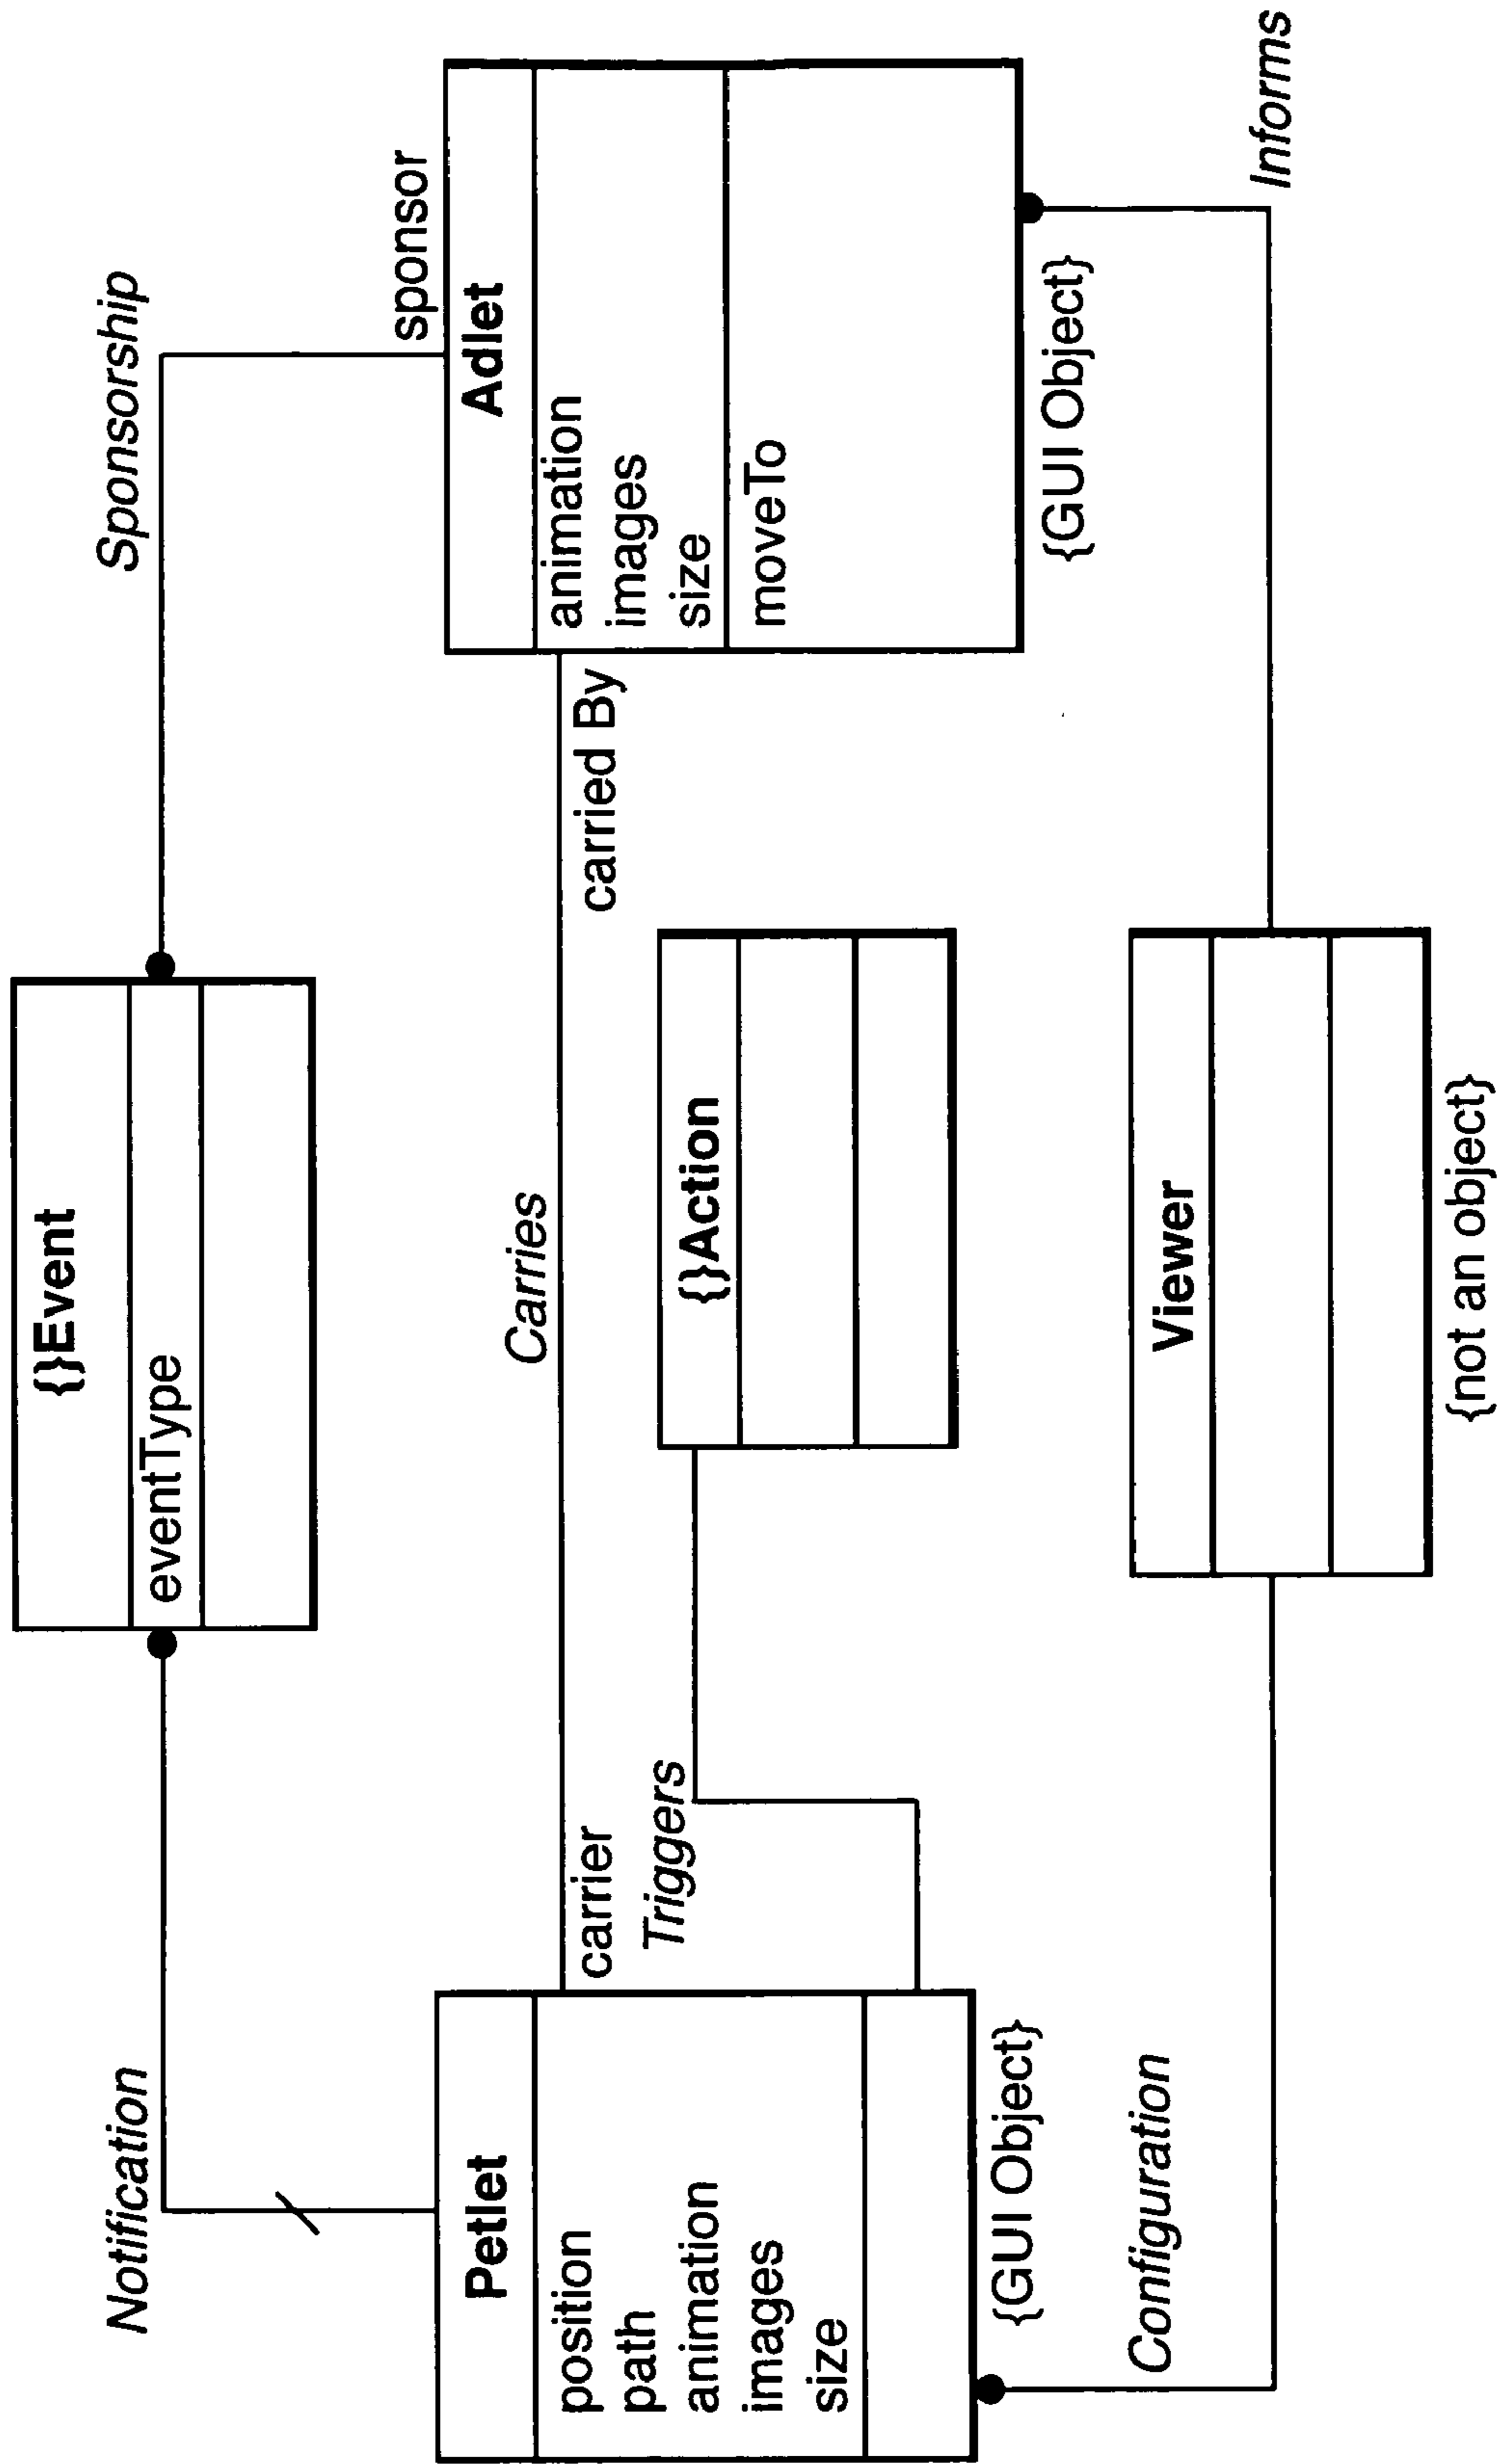 Notification
Sponsorship
{}Event
eventType
sponsor
Petlet
position
path
animation
images
size
{GUI Object}
Carries
carrier
carried By
Adlet
animation
images
size
moveTo
{GUI Object}
Triggers
{}Action
Configuration
Viewer
{not an object}
Informs